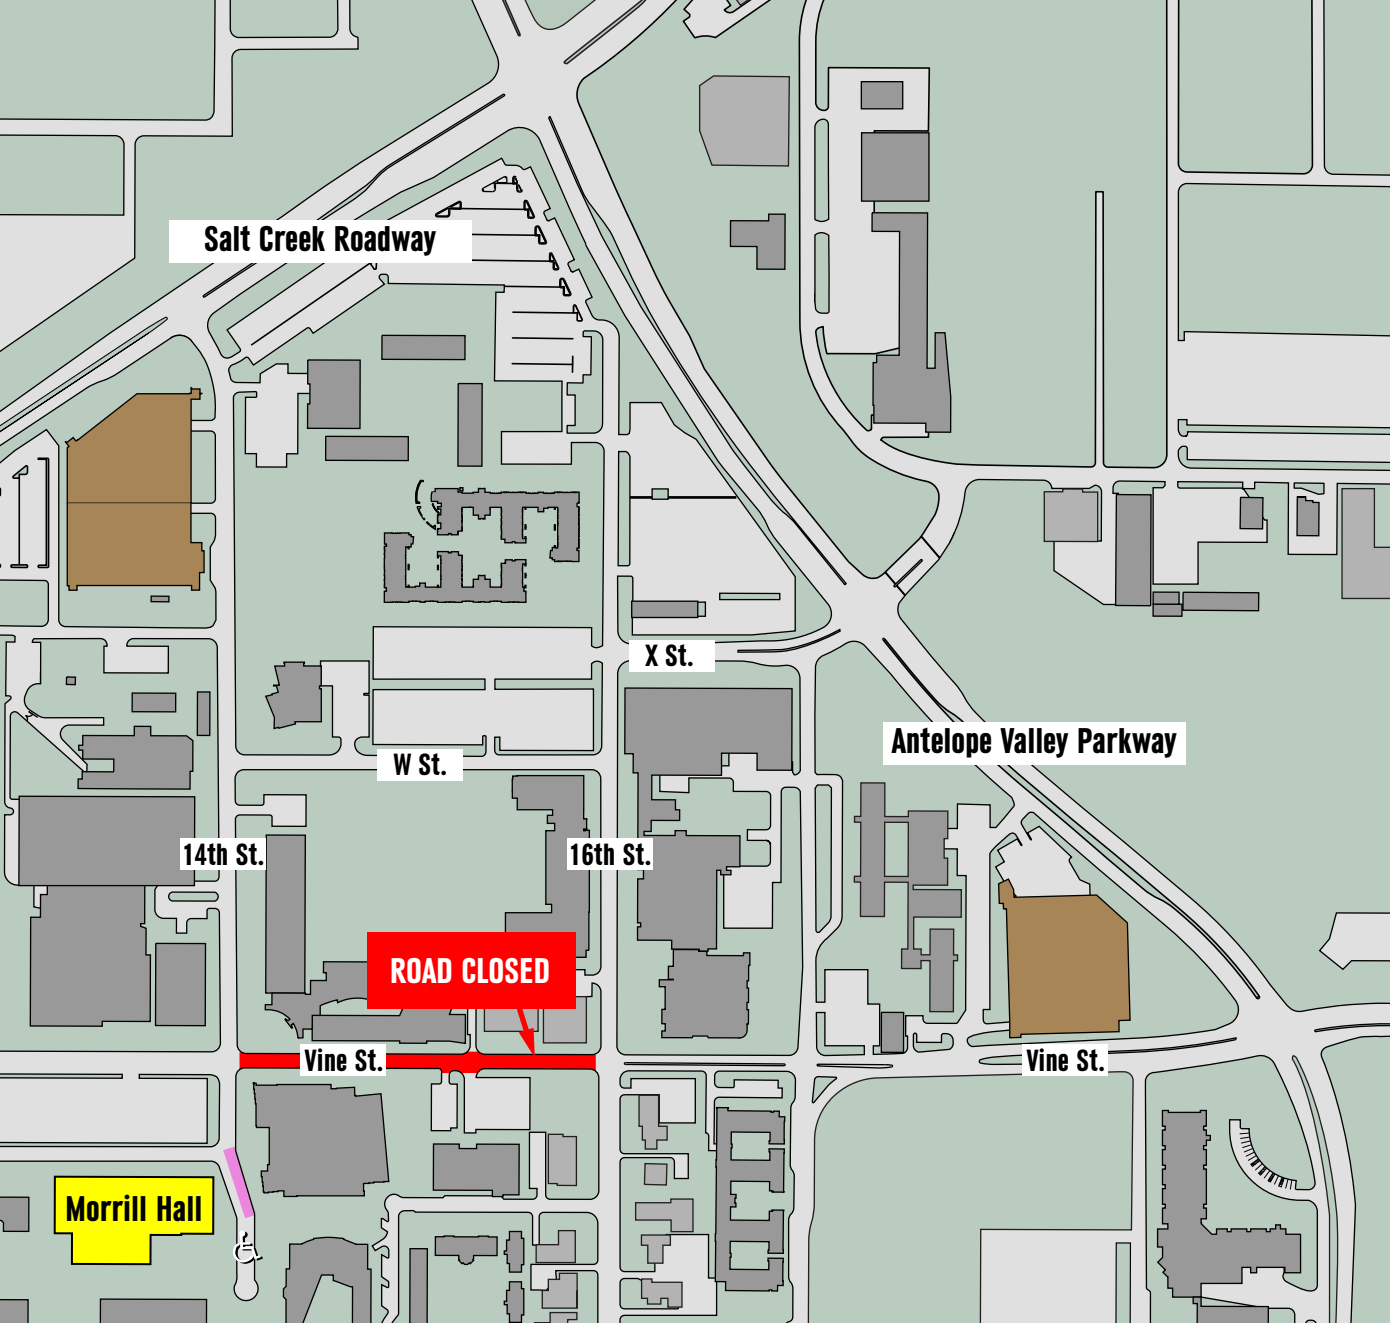 Salt Creek Roadway
X St.
Antelope Valley Parkway
W St.
14th St.
16th St.
ROAD CLOSED
Vine St.
Vine St.
Morrill Hall